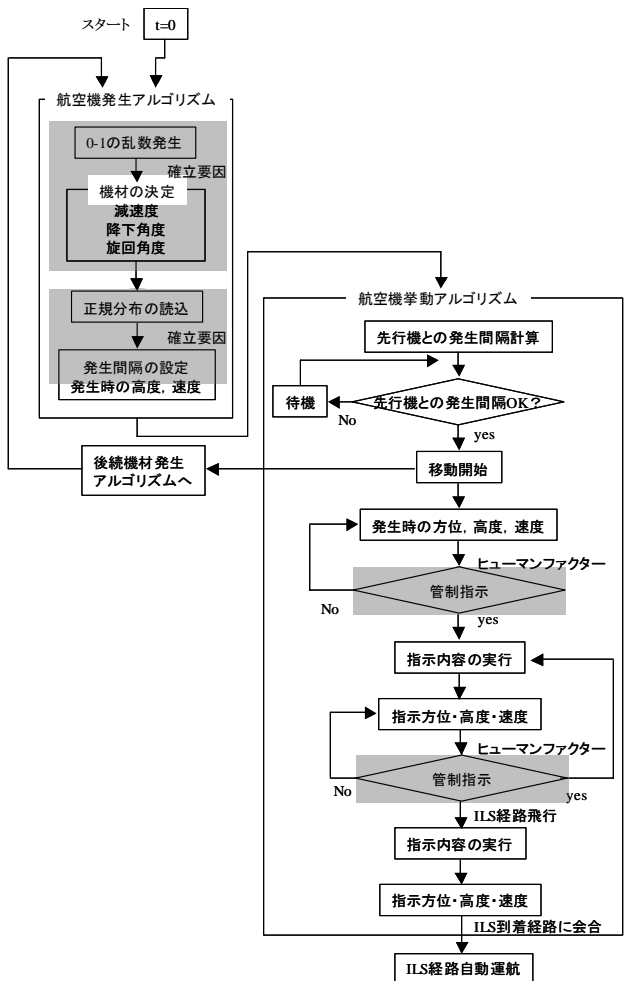 スタート
t=0
航空機発生アルゴリズム
0-1の乱数発生
確立要因
機材の決定
減速度
降下角度
旋回角度
正規分布の読込
確立要因
発生間隔の設定
発生時の高度, 速度
後続機材発生
アルゴリズムへ
航空機挙動アルゴリズム
先行機との発生間隔計算
待機
先行機との発生間隔OK？
No
yes
移動開始
発生時の方位, 高度, 速度
ヒューマンファクター
管制指示
No
yes
指示内容の実行
指示方位・高度・速度
ヒューマンファクター
管制指示
No
yes
ILS経路飛行
指示内容の実行
指示方位・高度・速度
ILS到着経路に会合
ILS経路自動運航